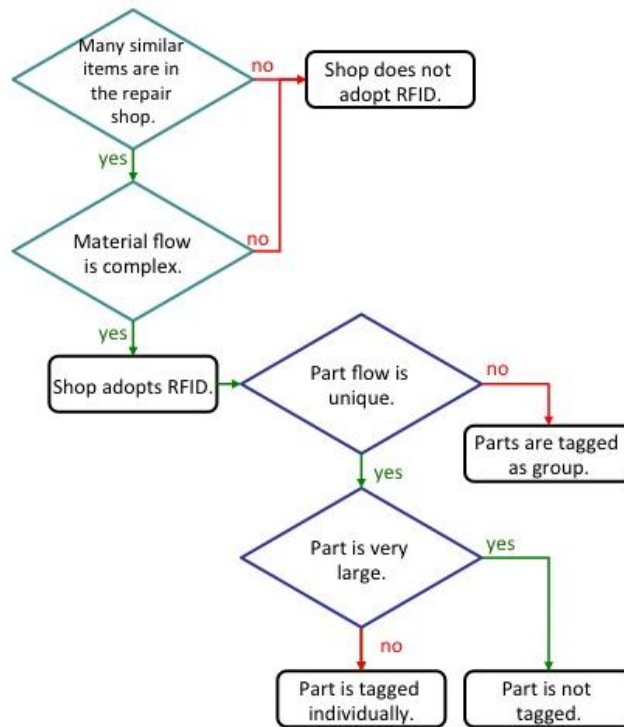 Many similar
items are in
the repair
shop.
no
Shop does not
adopt RFID.
yes
Material flow
is complex.
no
yes
Shop adopts RFID.
Part flow is
unique.
no
Parts are tagged
as group.
yes
Part is very
large.
yes
no
Part is tagged
individually.
Part is not
tagged.